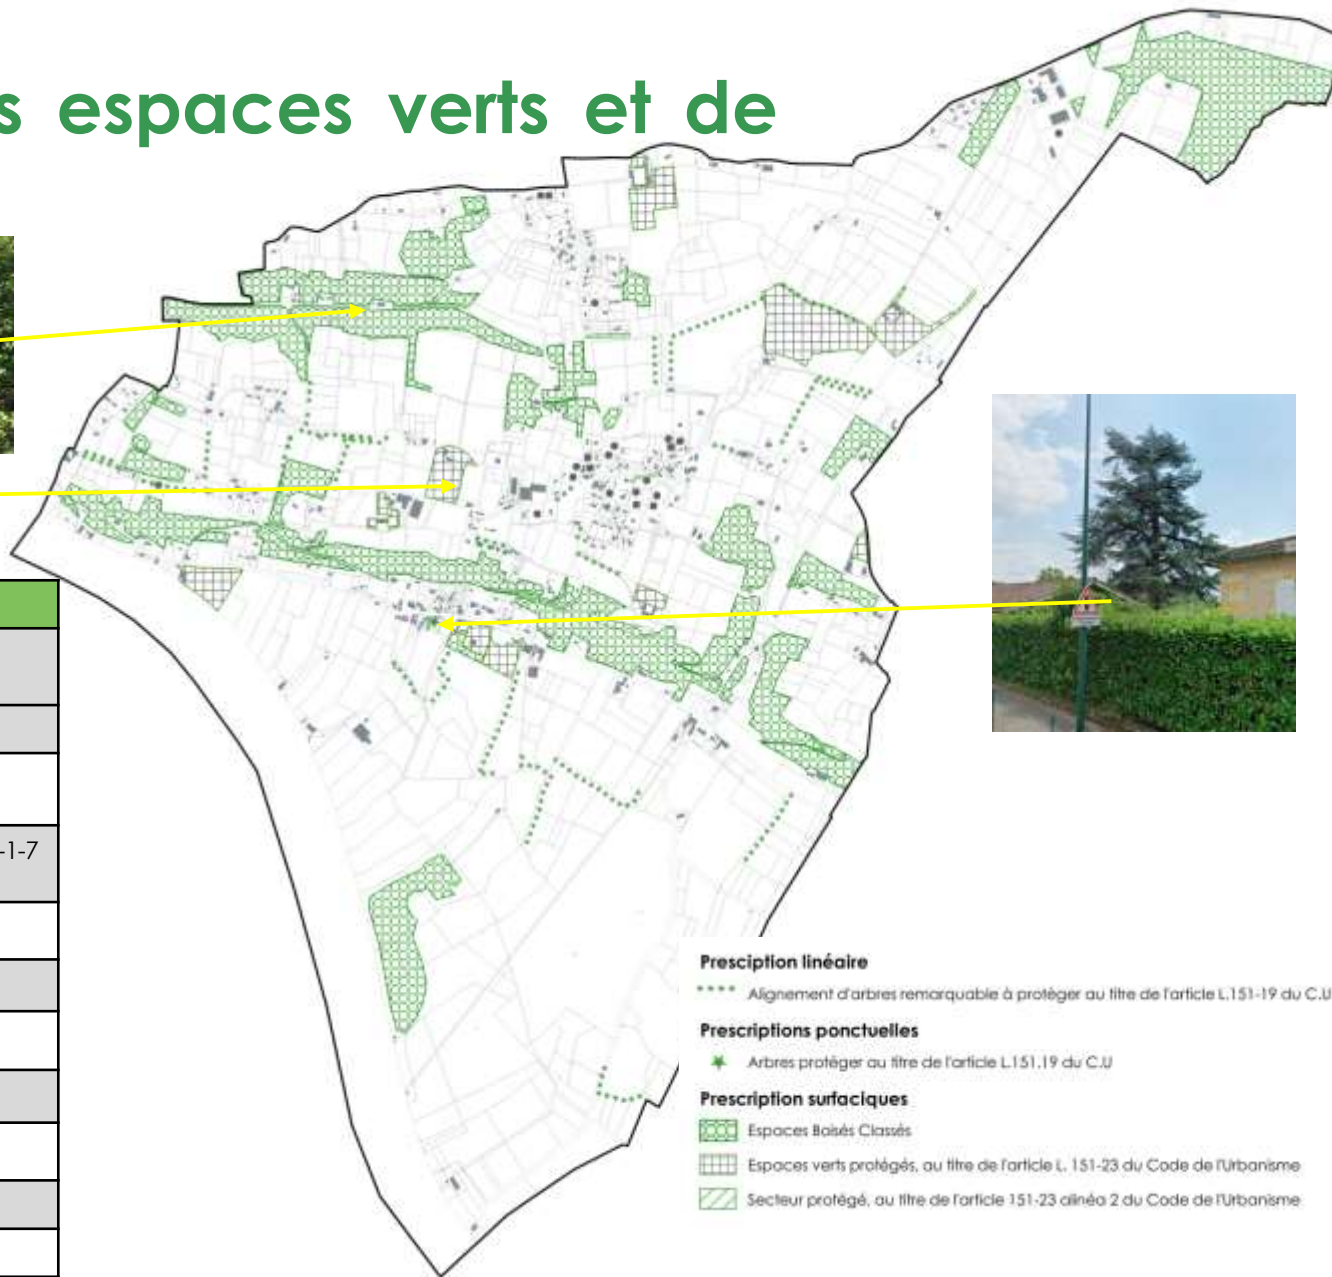 s espaces verts et de
-1-7
Presciption linéaire
Alignement d'arbres remarquable à protéger au titre de l'article L.151-19 du C.U
Prescriptions ponctuelles
Arbres protéger au titre de l'article L.151.19 du C.U
Prescription surfaciques
Espaces Boisés Classés
Espaces verts protégés, au titre de l'article L. 151-23 du Code de l'Urbanisme
Secteur protégé, au titre de l'article 151-23 alinéa 2 du Code de l'Urbanisme